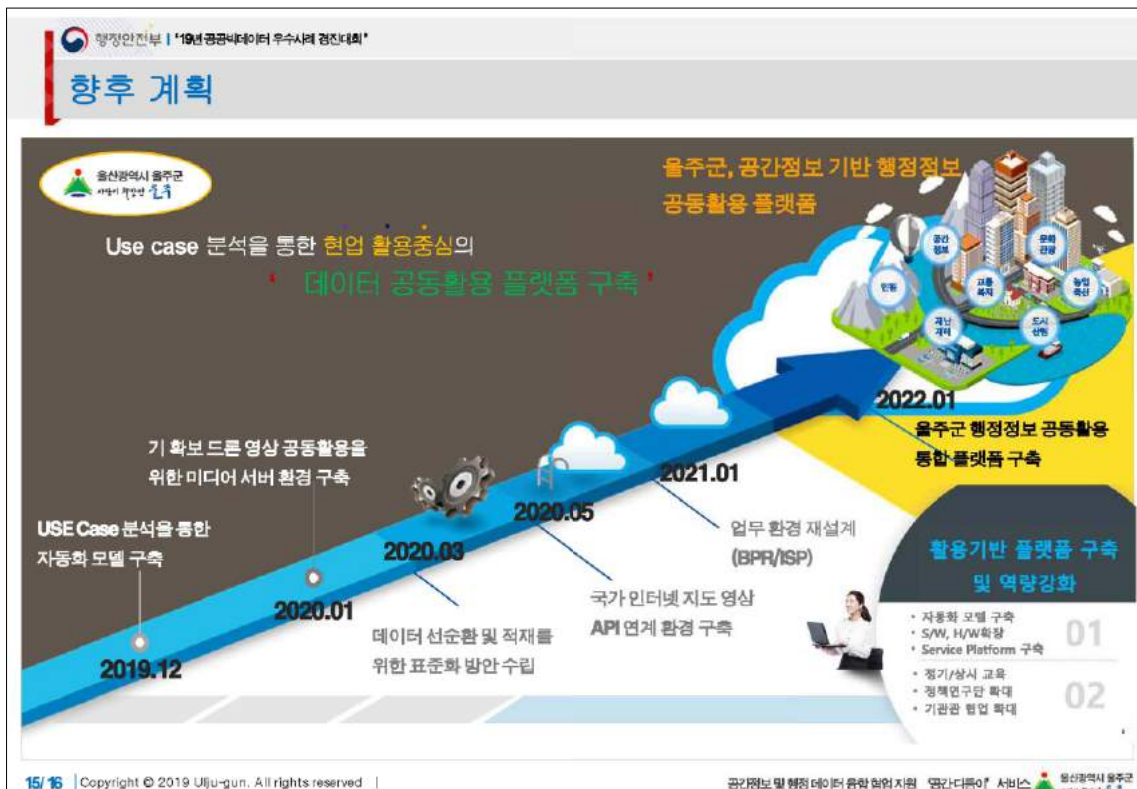 행정안전부 | "19년 공공빅데이터 우수사례 경진대회"
향후 계획
울산광역시 울주군
울주군, 공간정보 기반 행정정보
공동활용 플랫폼
Use case 분석을 통한 현업 활용중심의
' 데이터 공동활용 플랫폼 구축 '
공간
정보
문화
관광
민원
교통
복지
농업
축산
재난
재해
도시
산림
2022.01
울주군 행정정보 공동활용
통합 플랫폼 구축
기 확보 드론 영상 공동활용을
위한 미디어 서버 환경 구축
2021.01
USE Case 분석을 통한
자동화 모델 구축
2020.05
업무 환경 재설계
(BPR/ISP)
2020.03
2020.01
국가 인터넷 지도 영상
API 연계 환경 구축
데이터 선순환 및 적재를
위한 표준화 방안 수립
2019.12
활용기반 플랫폼 구축
및 역량강화
• 자동화 모델 구축
• S/W, H/W확장
• Service Platform 구축
01
• 정기/상시 교육
• 정책연구단 확대
• 기관관 협업 확대
02
15/ 16 | Copyright © 2019 Ulju-gun. All rights reserved |
공간정보 및 행정 데이터 융합 협업 지원 '공간다듬이' 서비스
울산광역시 울주군